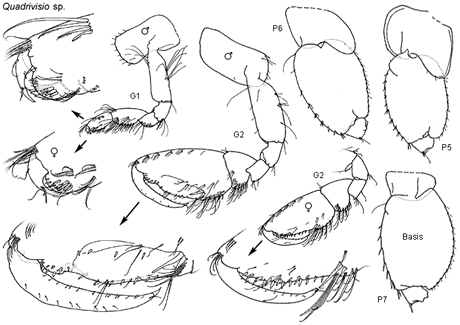 Quadrivisio sp.
♂
♂
P6
G1
G2
P5
♀
G2
♀
Basis
P7